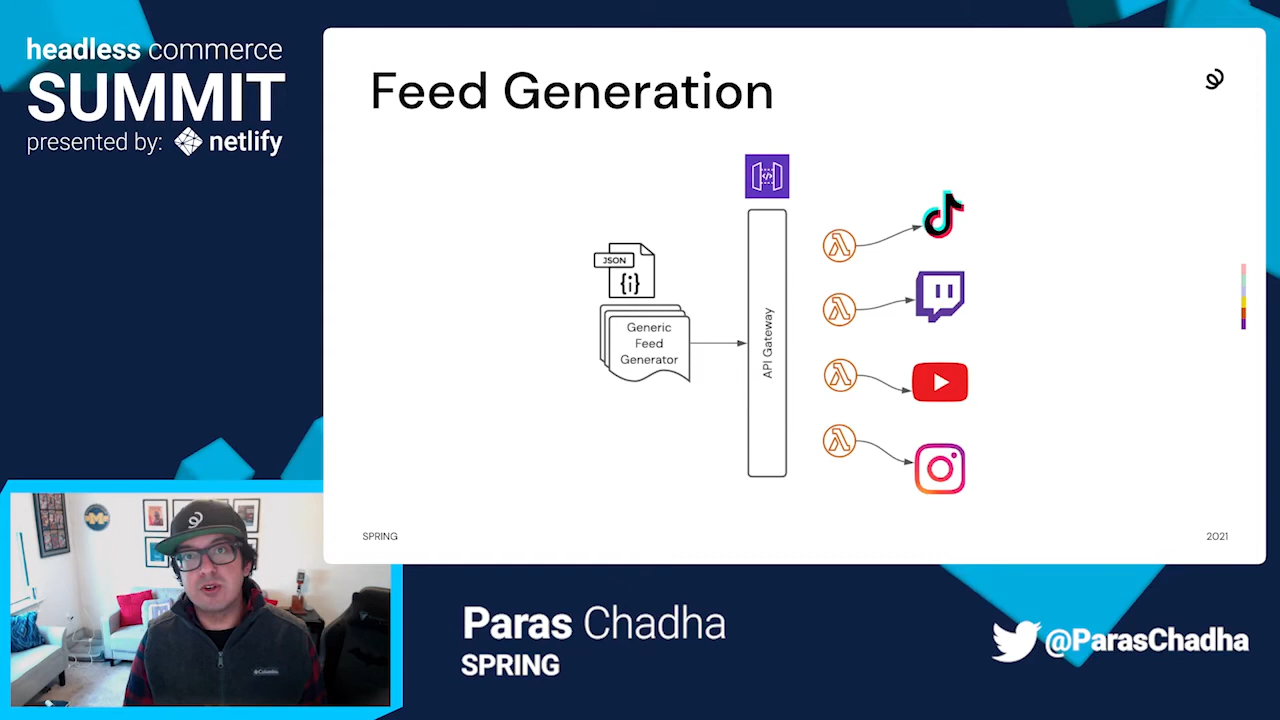 headless commerce
SUMMIT
presented by: netlify
Feed Generation
JSON
{i}
Generic
Feed
Generator
API Gateway
</>
SPRING
2021
Columbia
Paras Chadha
SPRING
@ParasChadha